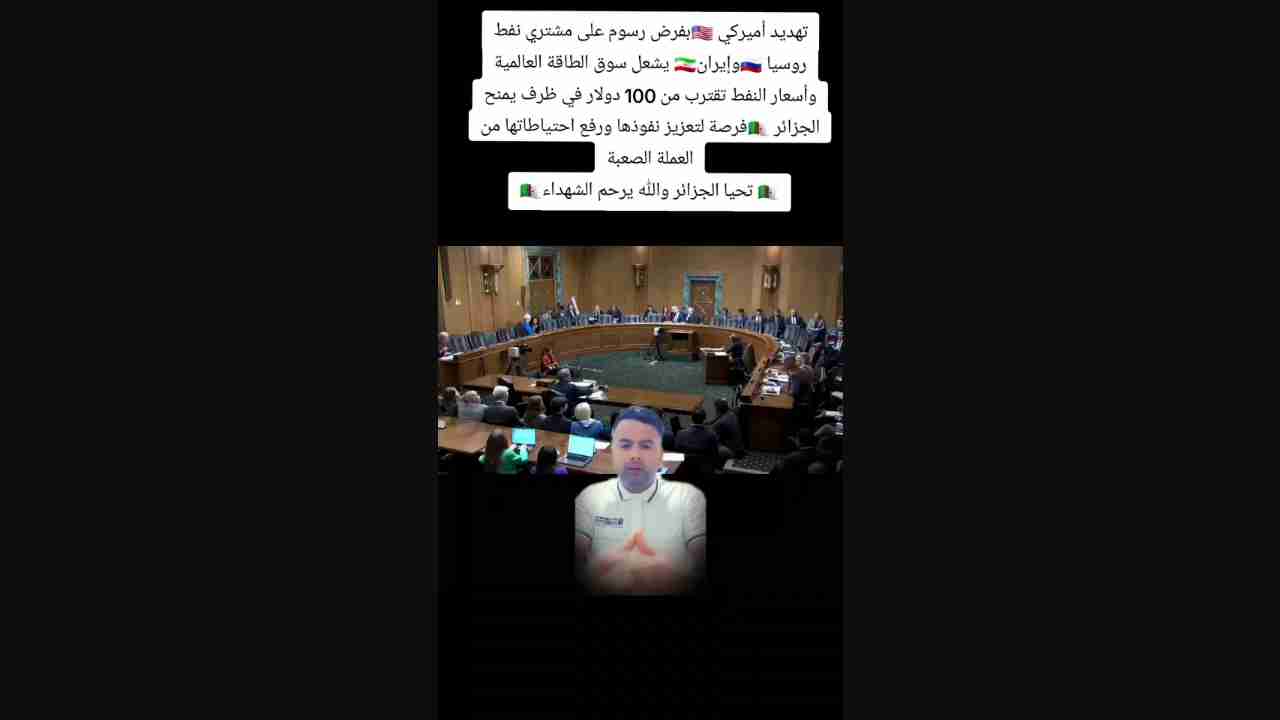 تهديد أميركي 🇺🇸بفرض رسوم على مشتري نفط
روسيا 🇷🇺وإيران🇮🇷 يشعل سوق الطاقة العالمية
وأسعار النفط تقترب من 100 دولار في ظرف يمنح
الجزائر 🇩🇿فرصة لتعزيز نفوذها ورفع احتياطاتها من
العملة الصعبة
🇩🇿 تحيا الجزائر والله يرحم الشهداء 🇩🇿